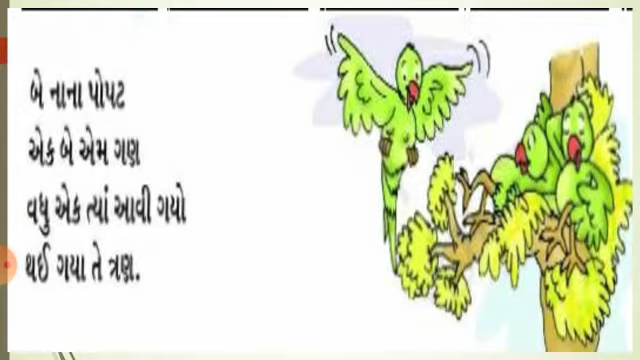 બે નાના પોપટ
એક બે એમ ગણ
વધુ એક ત્યાં આવી ગયો
થઈ ગયા તે ત્રણ.